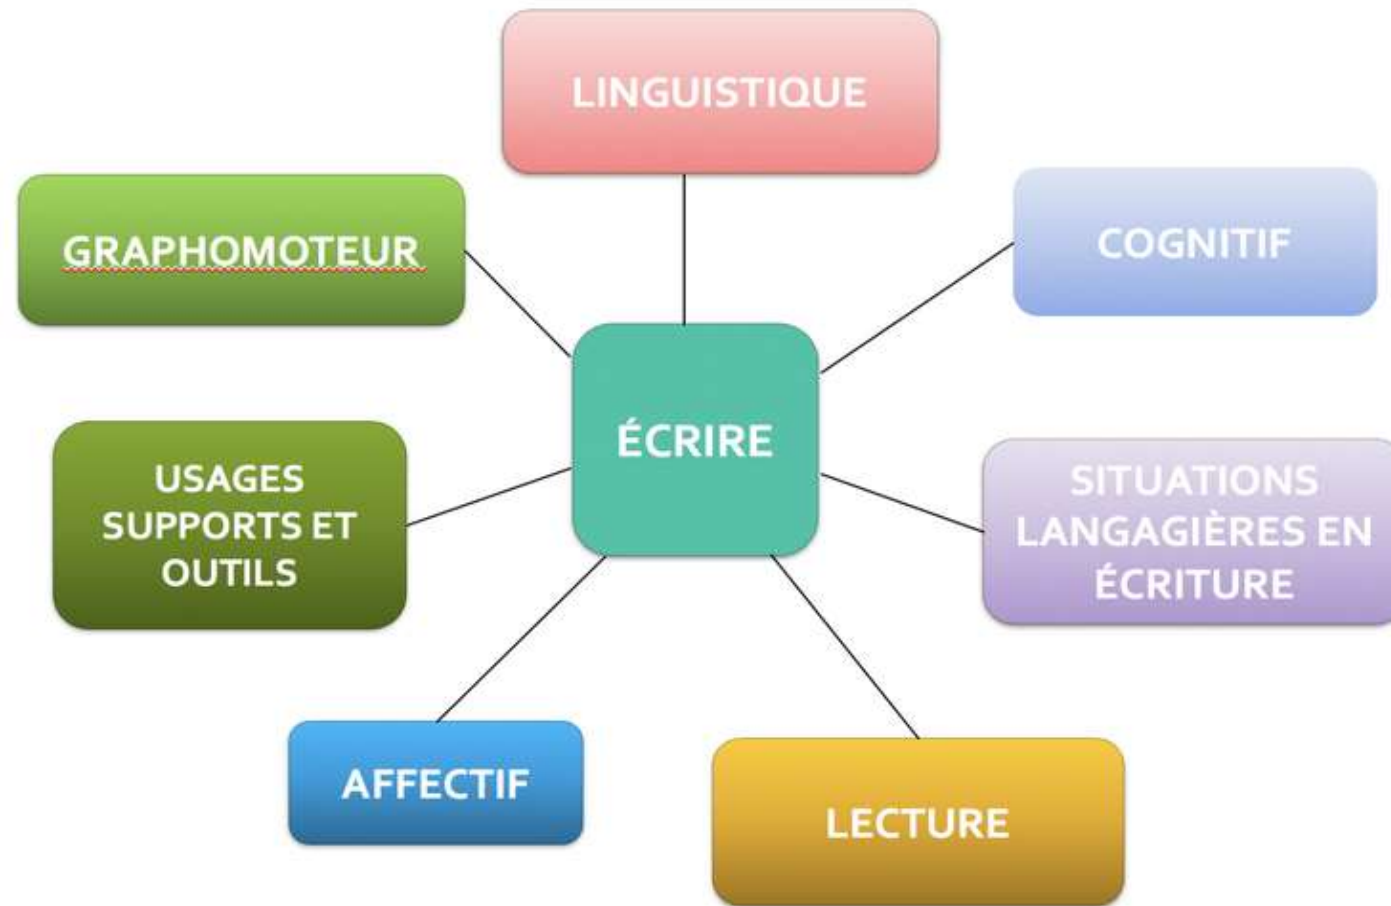 LINGUISTIQUE
GRAPHOMOTEUR
COGNITIF
ÉCRIRE
USAGES
SUPPORTS ET
OUTILS
SITUATIONS
LANGAGIÈRES EN
ÉCRITURE
AFFECTIF
LECTURE